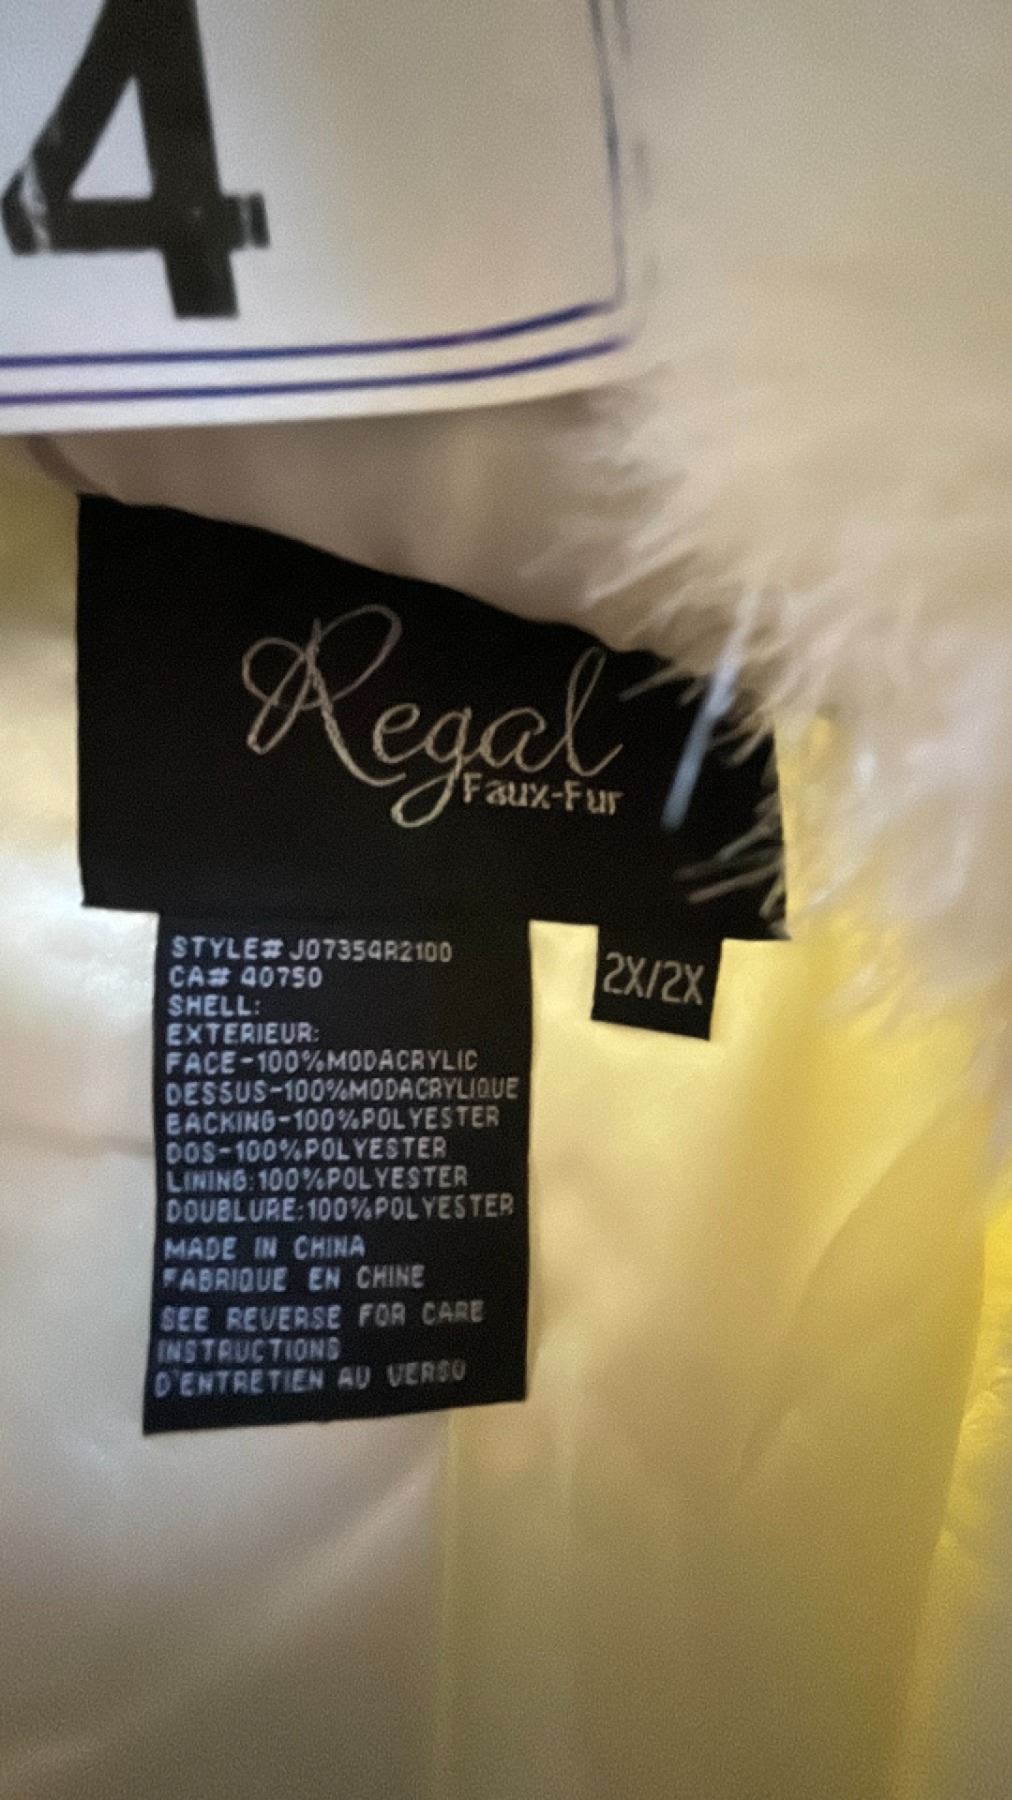 4
Regal
Faux-Fur
STYLE# J07354R2100
CA# 40750
SHELL:
EXTERIEUR:
FACE-100%MODACRYLIC
DESSUS-100%MODACRYLIQUE
BACKING-100%POLYESTER
DOS-100%POLYESTER
LINING:100%POLYESTER
DOUBLURE:100%POLYESTER
MADE IN CHINA
FABRIQUE EN CHINE
SEE REVERSE FOR CARE
INSTRUCTIONS
D'ENTRETIEN AU VERSO
2X/2X